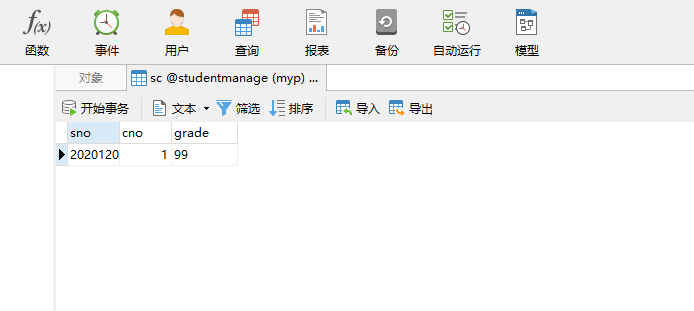 f(x)
函数 事件 用户 查询 报表 备份 自动运行 模型
对象 sc @studentmanage (myp) ...
开始事务 文本 筛选 排序 导入 导出
sno cno grade
2020120 1 99